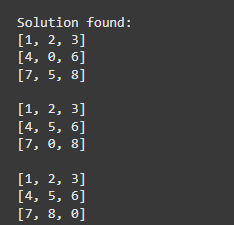 Solution found:
[1, 2, 3]
[4, 0, 6]
[7, 5, 8]

[1, 2, 3]
[4, 5, 6]
[7, 0, 8]

[1, 2, 3]
[4, 5, 6]
[7, 8, 0]